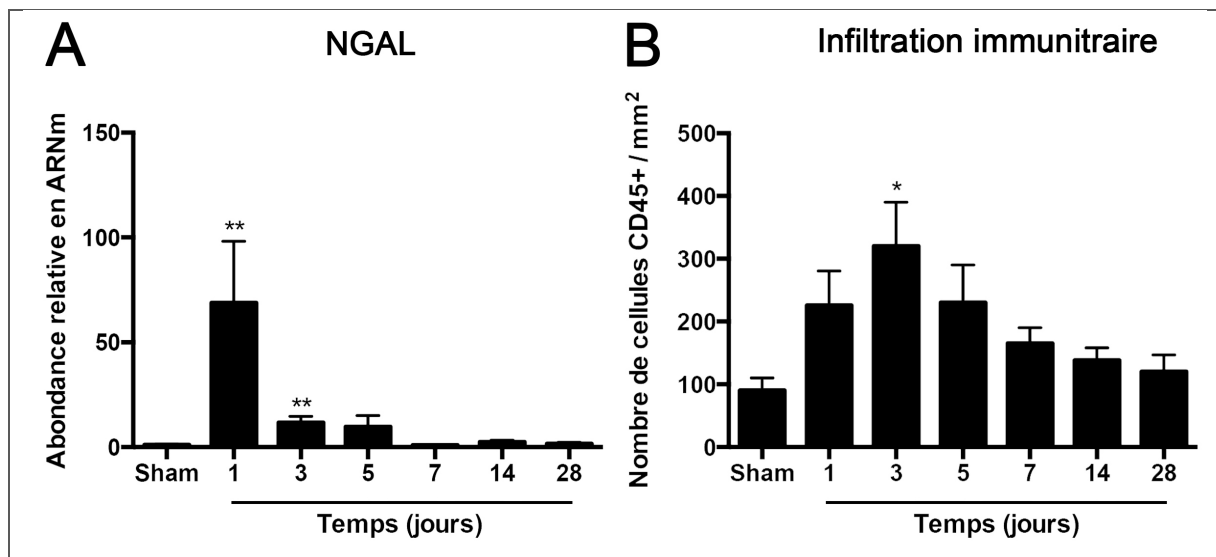 A
NGAL
Abondance relative en ARNm
150
100
50
0
**
**
Sham 1 3 5 7 14 28
Temps (jours)
B
Infiltration immunitraire
Nombre de cellules CD45+ / mm²
500
400
300
200
100
0
*
Sham 1 3 5 7 14 28
Temps (jours)